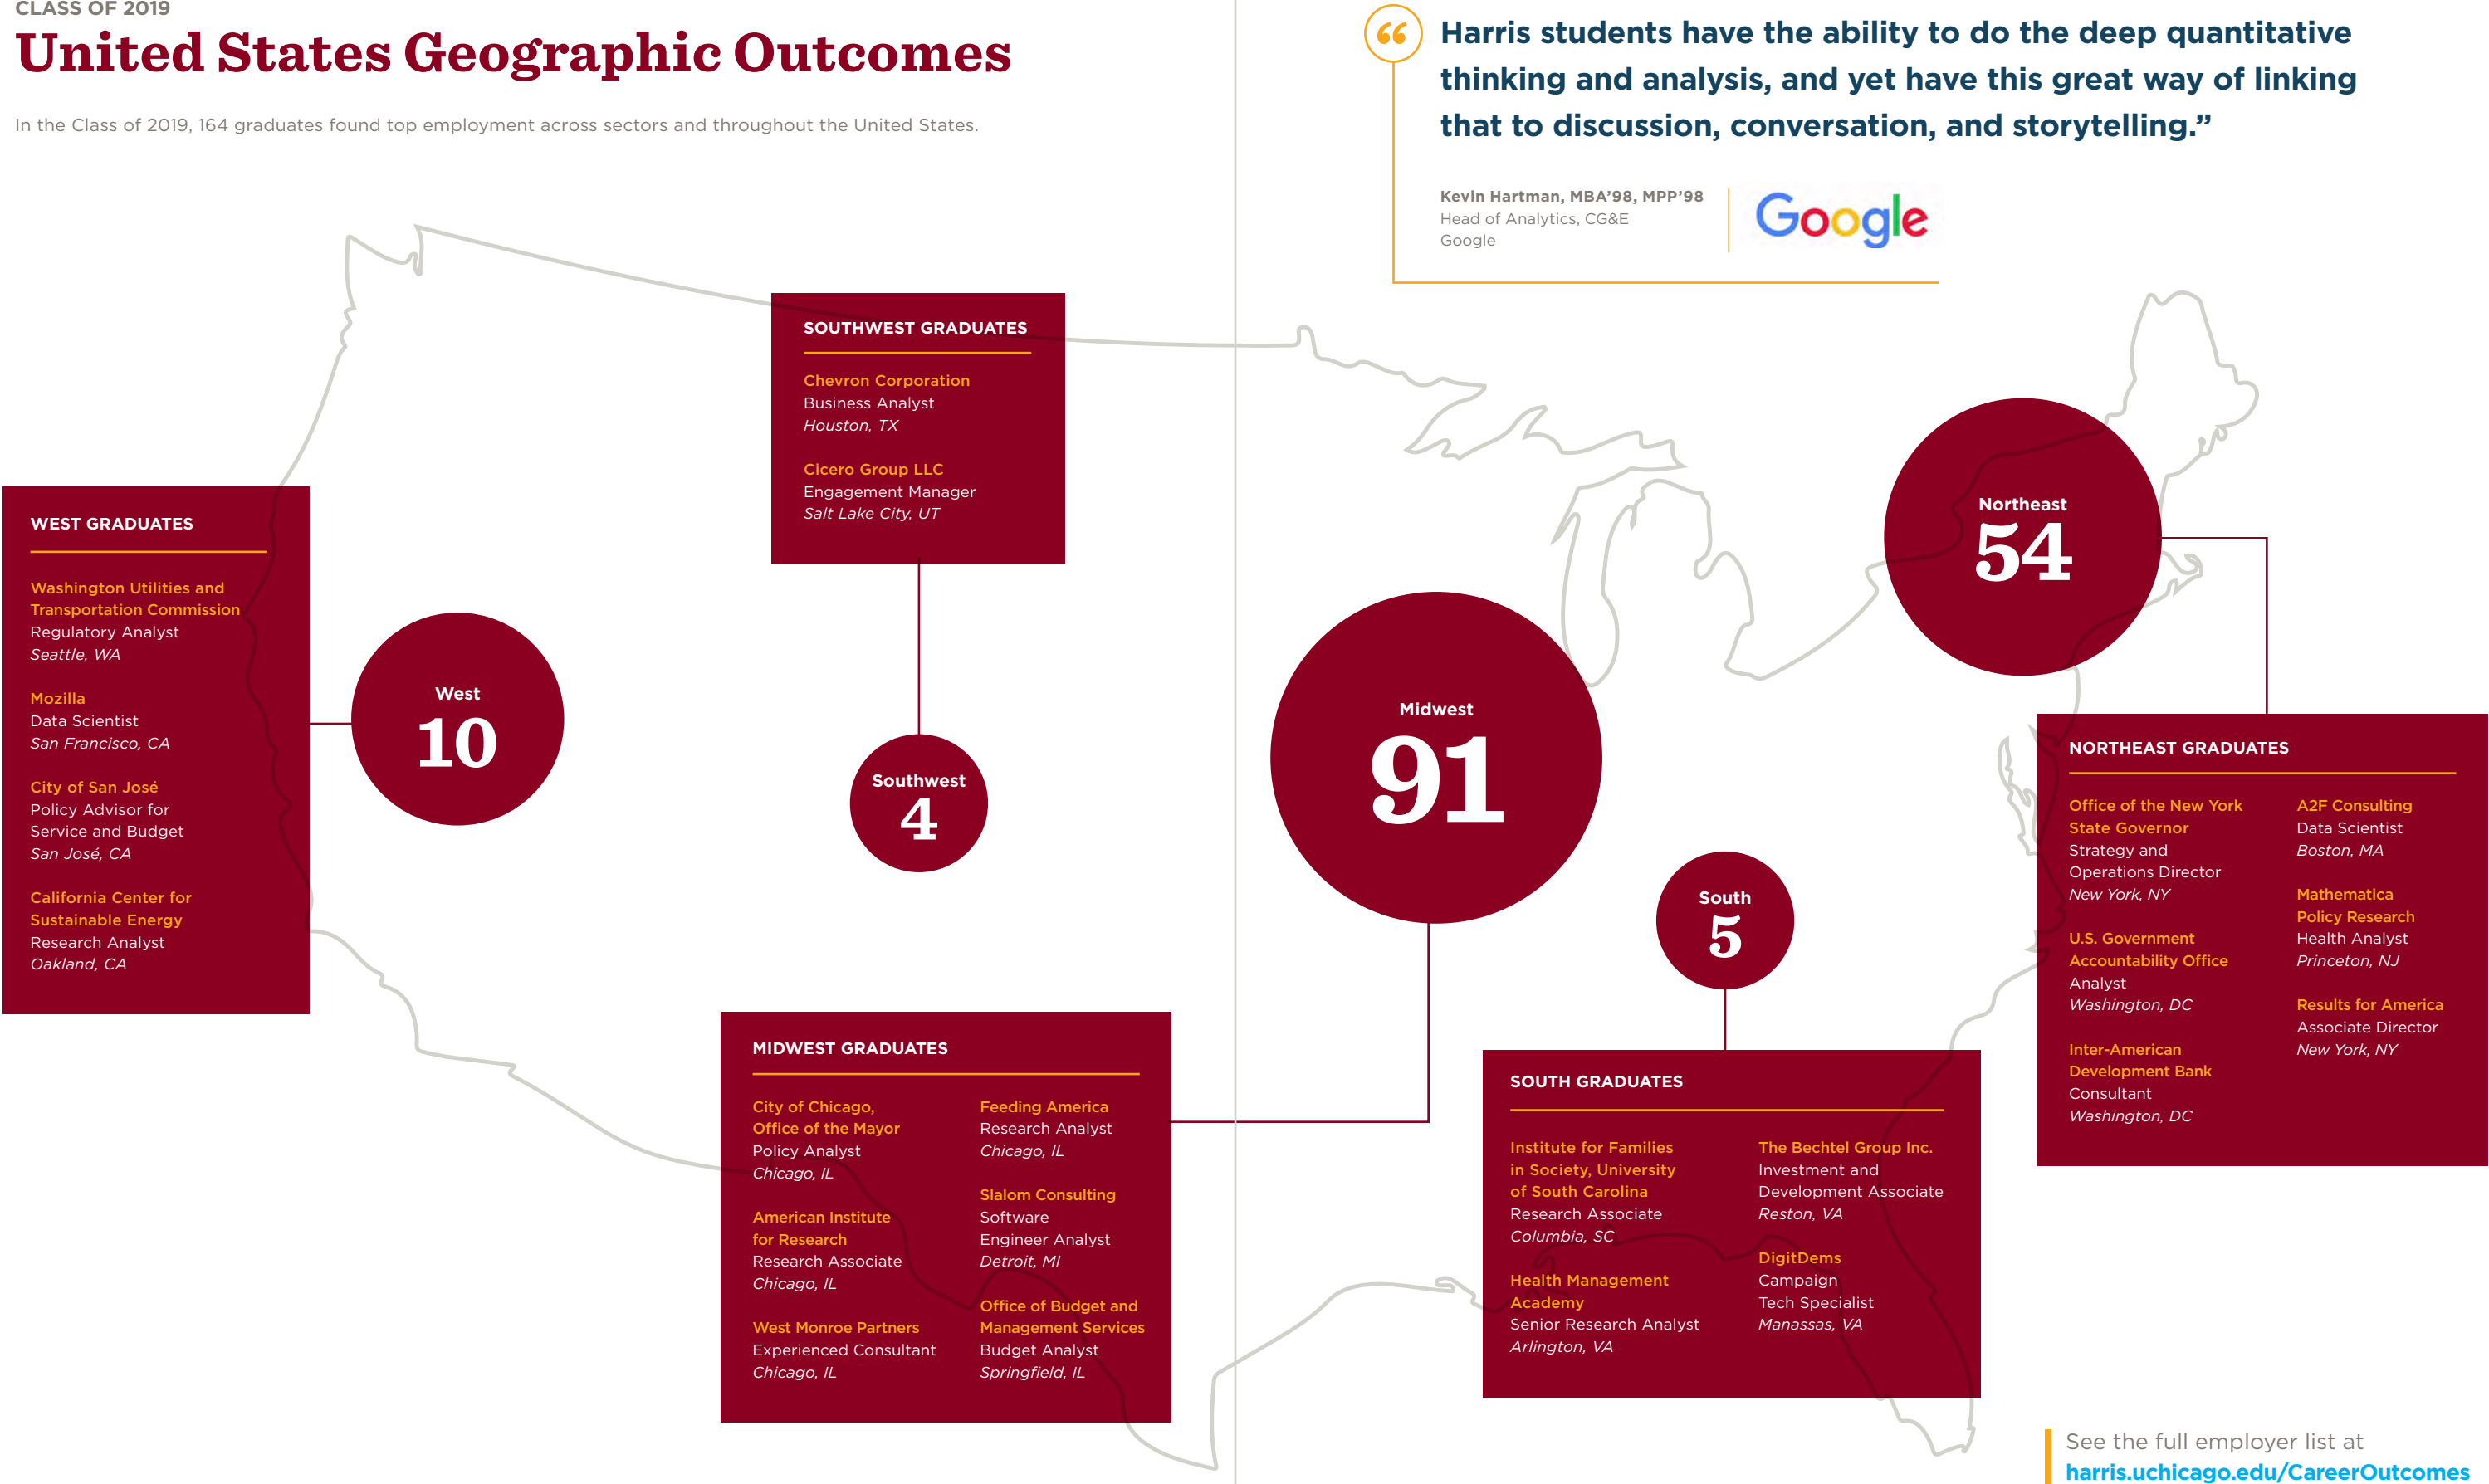 CLASS OF 2019
United States Geographic Outcomes
In the Class of 2019, 164 graduates found top employment across sectors and throughout the United States.
“
Harris students have the ability to do the deep quantitative
thinking and analysis, and yet have this great way of linking
that to discussion, conversation, and storytelling.”
Kevin Hartman, MBA’98, MPP’98
Head of Analytics, CG&E
Google
Google
SOUTHWEST GRADUATES
Chevron Corporation
Business Analyst
Houston, TX
Cicero Group LLC
Engagement Manager
Salt Lake City, UT
WEST GRADUATES
Washington Utilities and
Transportation Commission
Regulatory Analyst
Seattle, WA
Mozilla
Data Scientist
San Francisco, CA
City of San José
Policy Advisor for
Service and Budget
San José, CA
California Center for
Sustainable Energy
Research Analyst
Oakland, CA
West
10
Southwest
4
Midwest
91
South
5
Northeast
54
NORTHEAST GRADUATES
Office of the New York
State Governor
Strategy and
Operations Director
New York, NY
U.S. Government
Accountability Office
Analyst
Washington, DC
Inter-American
Development Bank
Consultant
Washington, DC
A2F Consulting
Data Scientist
Boston, MA
Mathematica
Policy Research
Health Analyst
Princeton, NJ
Results for America
Associate Director
New York, NY
MIDWEST GRADUATES
City of Chicago,
Office of the Mayor
Policy Analyst
Chicago, IL
American Institute
for Research
Research Associate
Chicago, IL
West Monroe Partners
Experienced Consultant
Chicago, IL
Feeding America
Research Analyst
Chicago, IL
Slalom Consulting
Software
Engineer Analyst
Detroit, MI
Office of Budget and
Management Services
Budget Analyst
Springfield, IL
SOUTH GRADUATES
Institute for Families
in Society, University
of South Carolina
Research Associate
Columbia, SC
Health Management
Academy
Senior Research Analyst
Arlington, VA
The Bechtel Group Inc.
Investment and
Development Associate
Reston, VA
DigitDems
Campaign
Tech Specialist
Manassas, VA
See the full employer list at
harris.uchicago.edu/CareerOutcomes